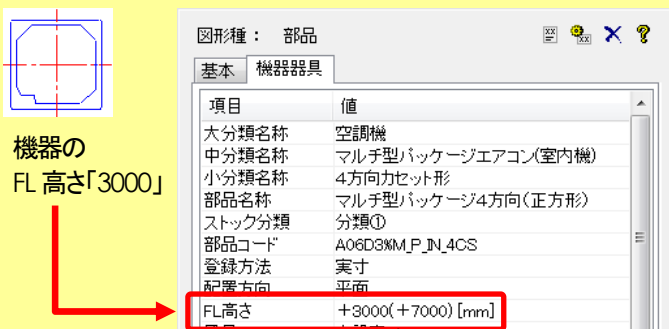 図形種： 部品
基本 機器器具
項目 値
大分類名称 空調機
中分類名称 マルチ型パッケージエアコン(室内機)
小分類名称 4方向カセット形
部品名称 マルチ型パッケージ4方向(正方形)
ストック分類 分類①
部品コード A06D3%M_P_IN_4CS
登録方法 実寸
配置方向 平面
FL高さ +3000(+7000) [mm]
機器の
FL 高さ「3000」